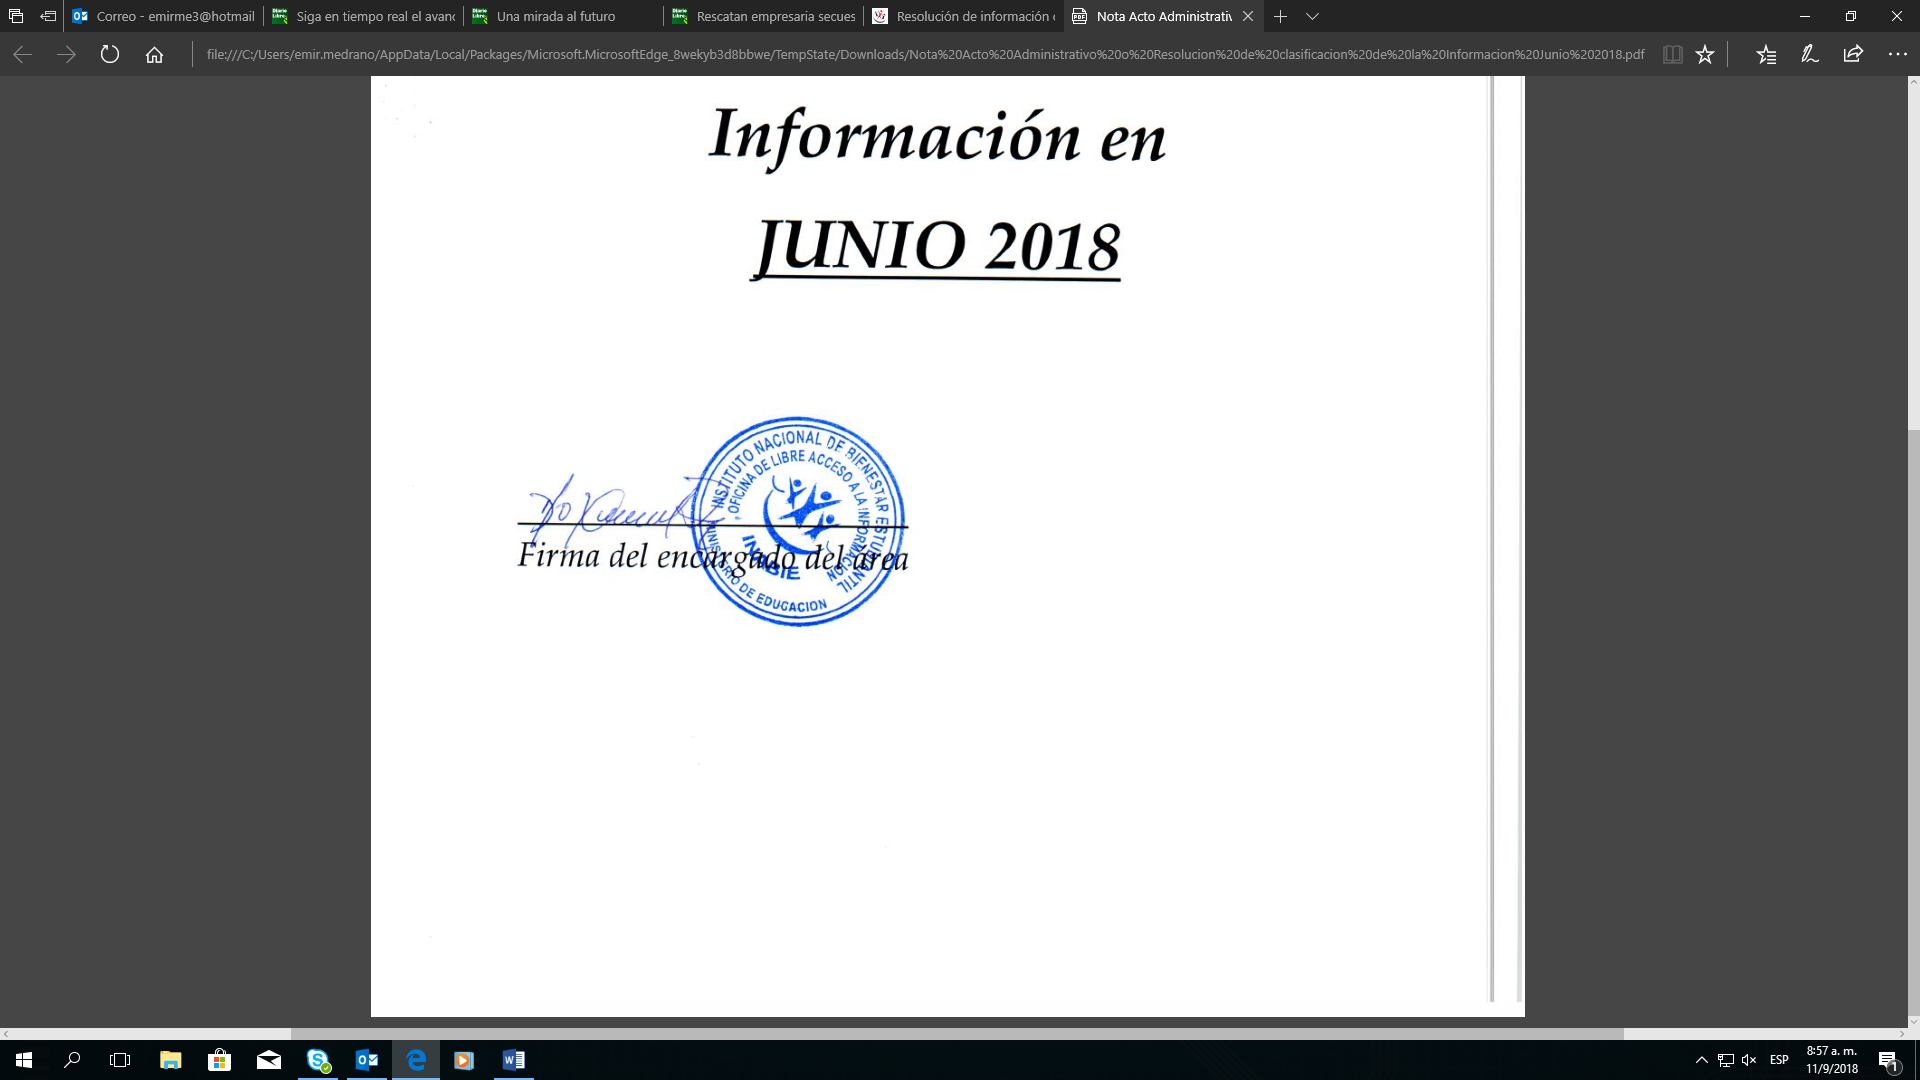 Correo - emirme3@hotmail
Siga en tiempo real el avanc
Una mirada al futuro
Rescatan empresaria secues
Resolución de información
Nota Acto Administrativ
file:///C:/Users/emir.medrano/AppData/Local/Packages/Microsoft.MicrosoftEdge_8wekyb3d8bbwe/TempState/Downloads/Nota%20Acto%20Administrativo%20o%20Resolucion%20de%20clasificacion%20de%20la%20Informacion%20Junio%202018.pdf
Información en
JUNIO 2018
INSTITUTO NACIONAL DE BIENESTAR ESTUDIANTIL
OFICINA DE LIBRE ACCESO A LA INFORMACION
INABIE
MINISTERIO DE EDUCACION
Firma del encargado del área
ESP
8:57 a. m.
11/9/2018
1